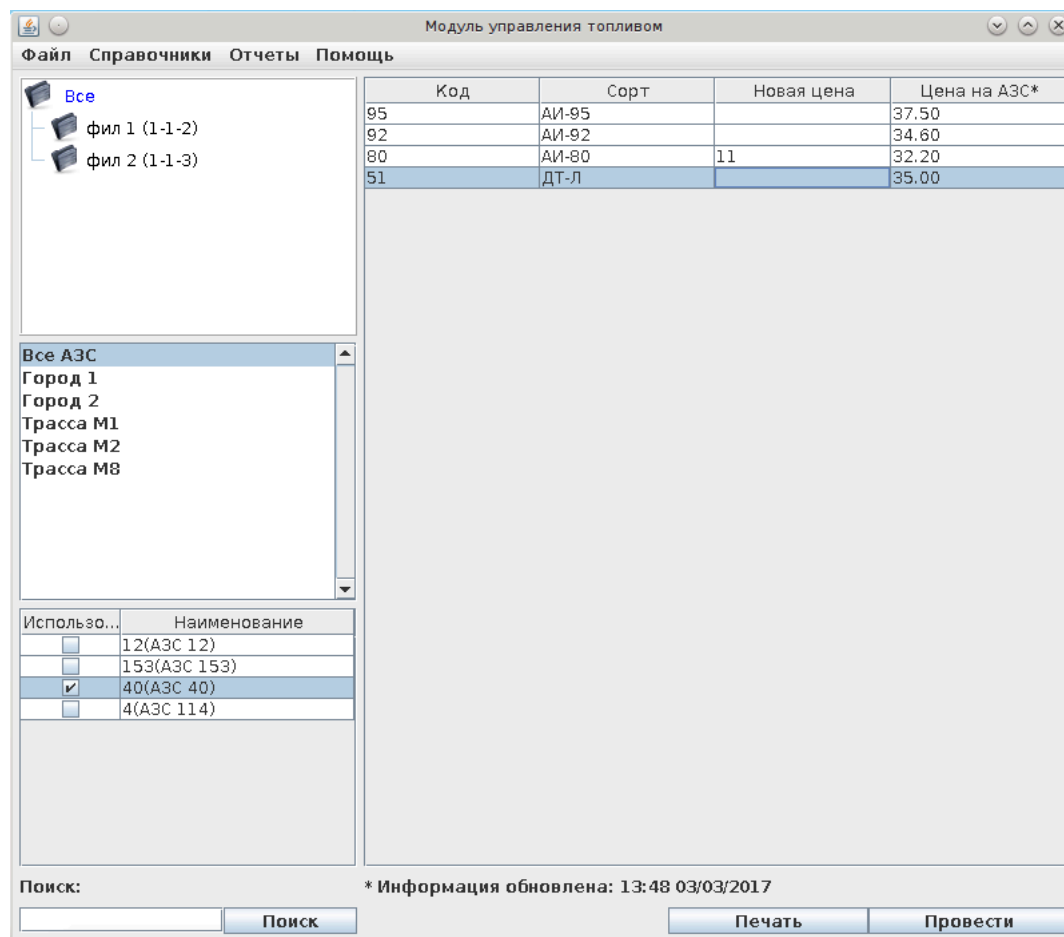 Модуль управления топливом
Файл Справочники Отчеты Помощь
Все
фил 1 (1-1-2)
фил 2 (1-1-3)
Код Сорт Новая цена Цена на АЗС*
95 АИ-95 37.50
92 АИ-92 34.60
80 АИ-80 11 32.20
51 ДТ-Л 35.00
Все АЗС
Город 1
Город 2
Трасса М1
Трасса М2
Трасса М8
Использо... Наименование
12(АЗС 12)
153(АЗС 153)
40(АЗС 40)
4(АЗС 114)
Поиск: * Информация обновлена: 13:48 03/03/2017
Поиск Печать Провести